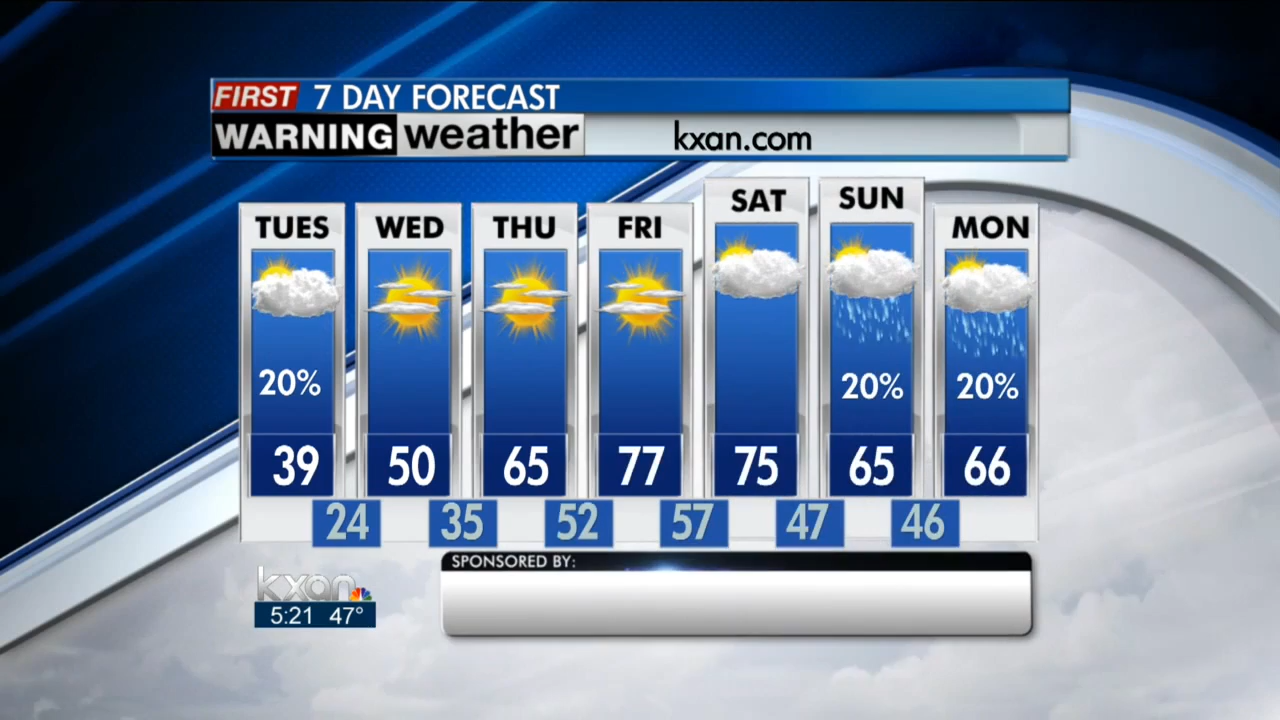 FIRST 7 DAY FORECAST
WARNING weather kxan.com
TUES WED THU FRI SAT SUN MON
20% 20% 20%
39 50 65 77 75 65 66
24 35 52 57 47 46
SPONSORED BY:
kxan
5:21 47°